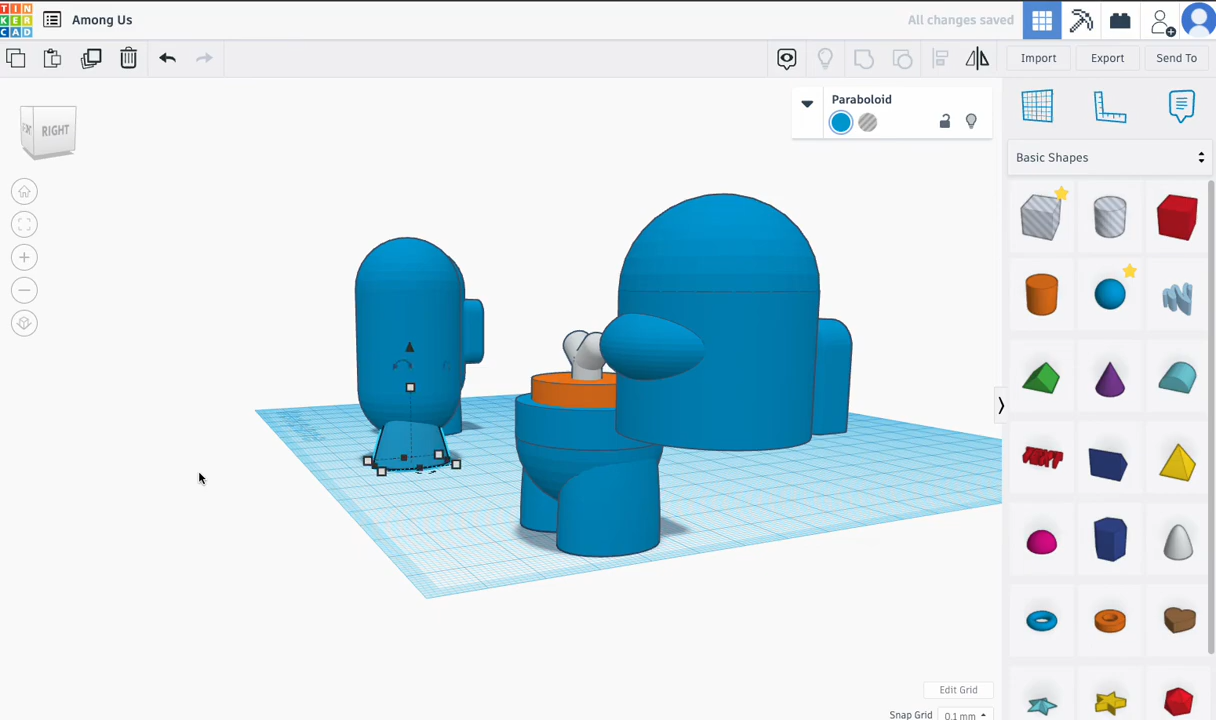 TIN
KER
CAD
Among Us
All changes saved
Import
Export
Send To
RIGHT
Paraboloid
Basic Shapes
TEXT
Edit Grid
Snap Grid
0.1 mm